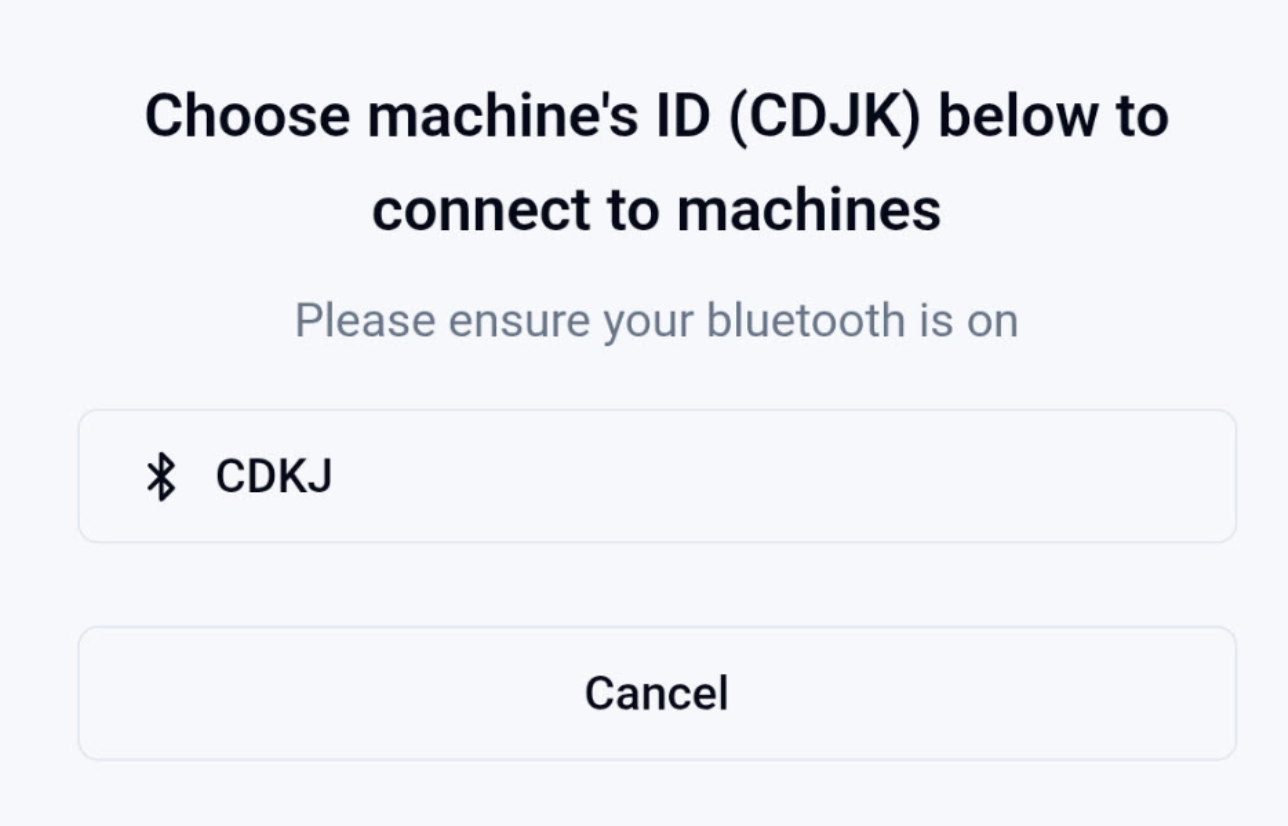 Choose machine's ID (CDJK) below to
connect to machines
Please ensure your bluetooth is on
CDKJ
Cancel